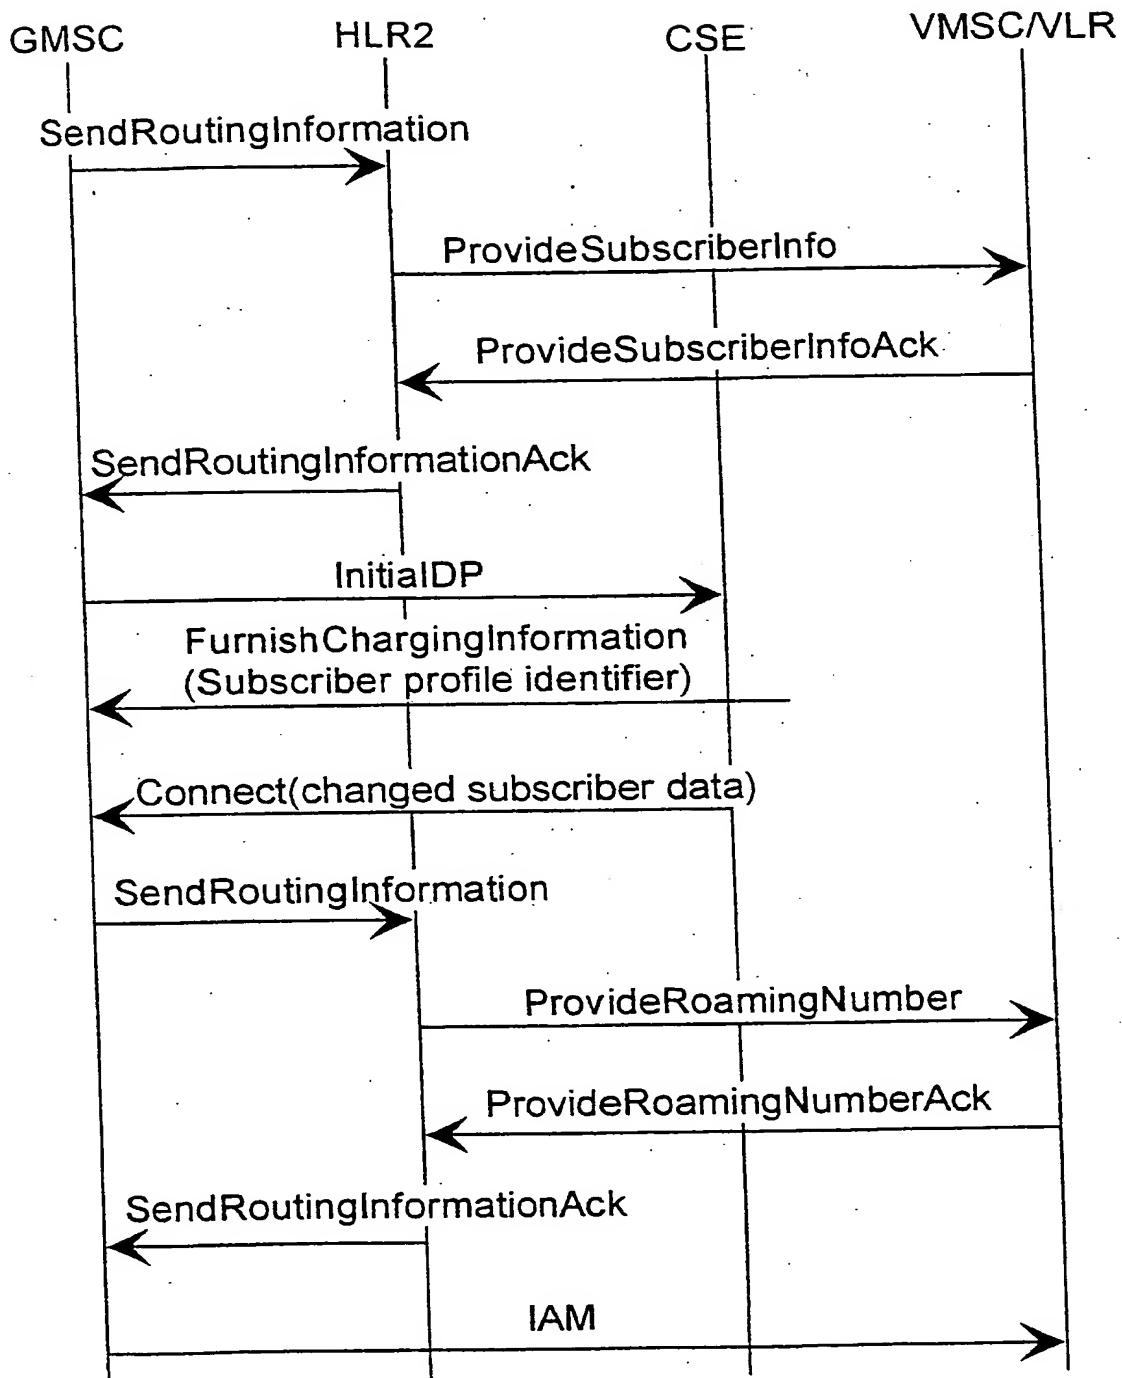 GMSC HLR2 CSE VMSC/VLR
SendRoutingInformation
ProvideSubscriberInfo
ProvideSubscriberInfoAck
SendRoutingInformationAck
InitialDP
FurnishChargingInformation
(Subscriber profile identifier)
Connect(changed subscriber data)
SendRoutingInformation
ProvideRoamingNumber
ProvideRoamingNumberAck
SendRoutingInformationAck
IAM